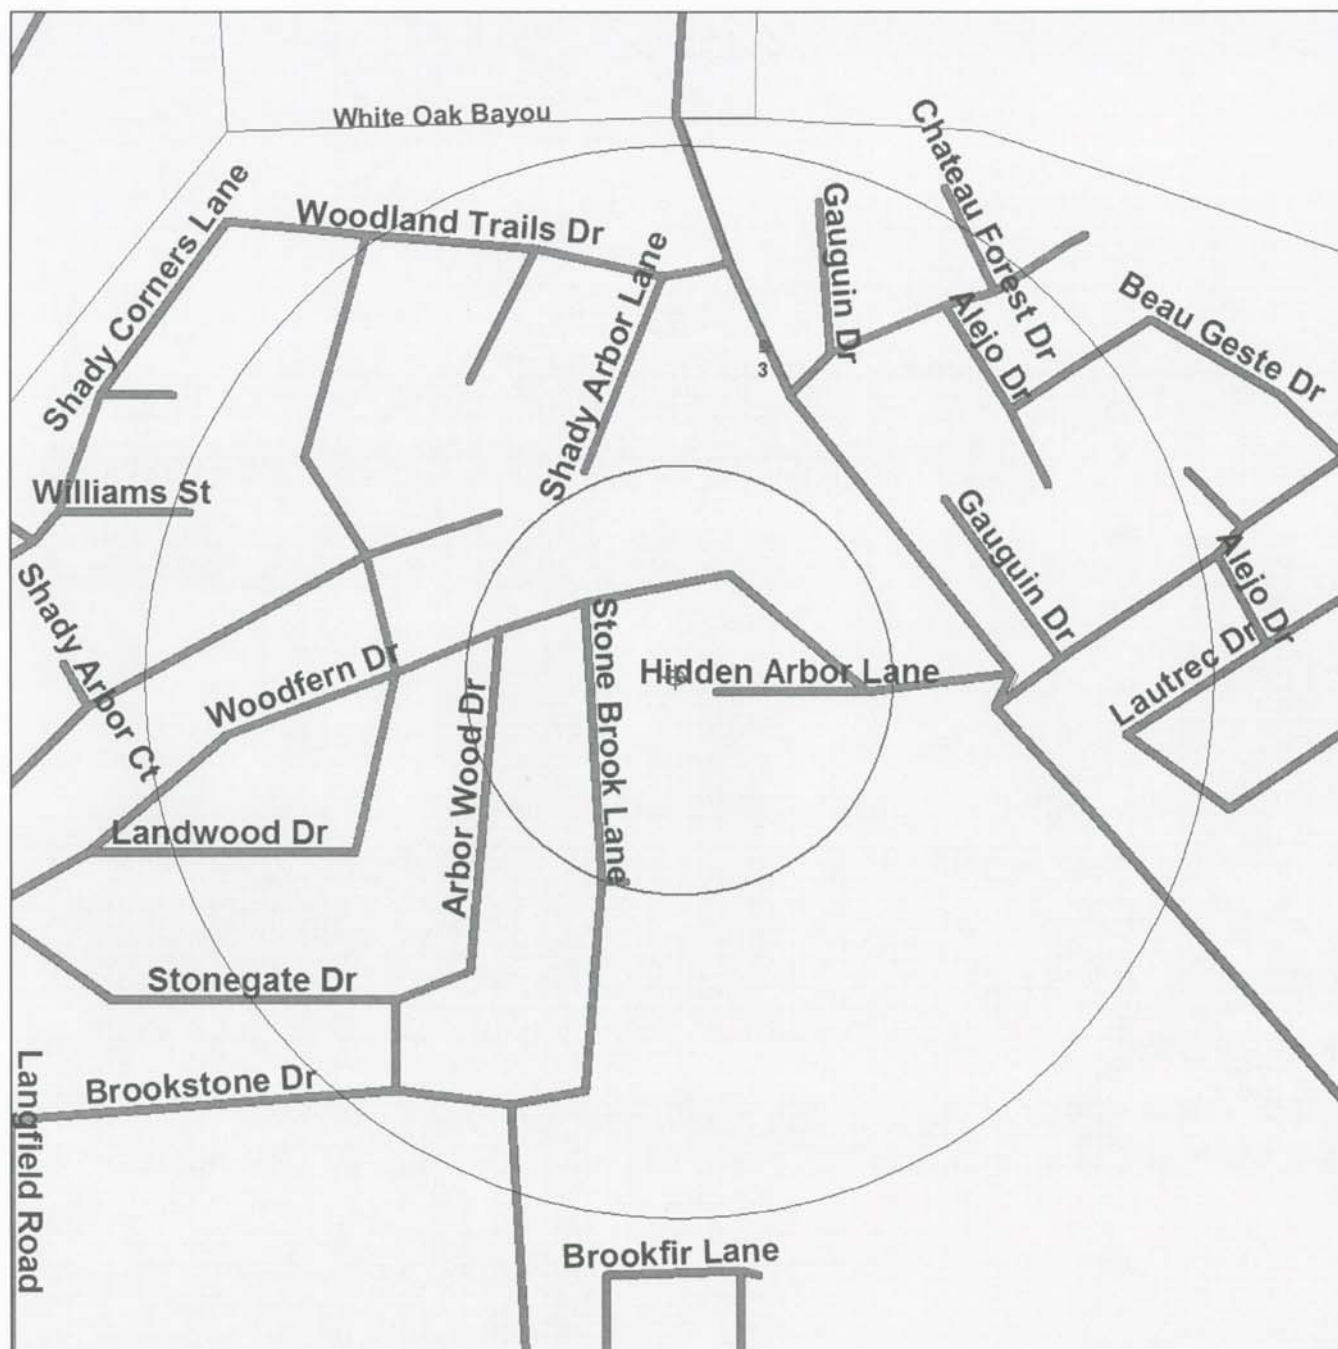 White Oak Bayou
Chateau Forest Dr
Shady Corners Lane
Woodland Trails Dr
Gauguin Dr
Shady Arbor Lane
Alejo Dr
Beau Geste Dr
3
Williams St
Gauguin Dr
Alejo Dr
Shady Arbor Ct
Woodfern Dr
Stone Brook Lane
Hidden Arbor Lane
Lautrec Dr
Arbor Wood Dr
Landwood Dr
Stonegate Dr
Brookstone Dr
Langfield Road
Brookfir Lane